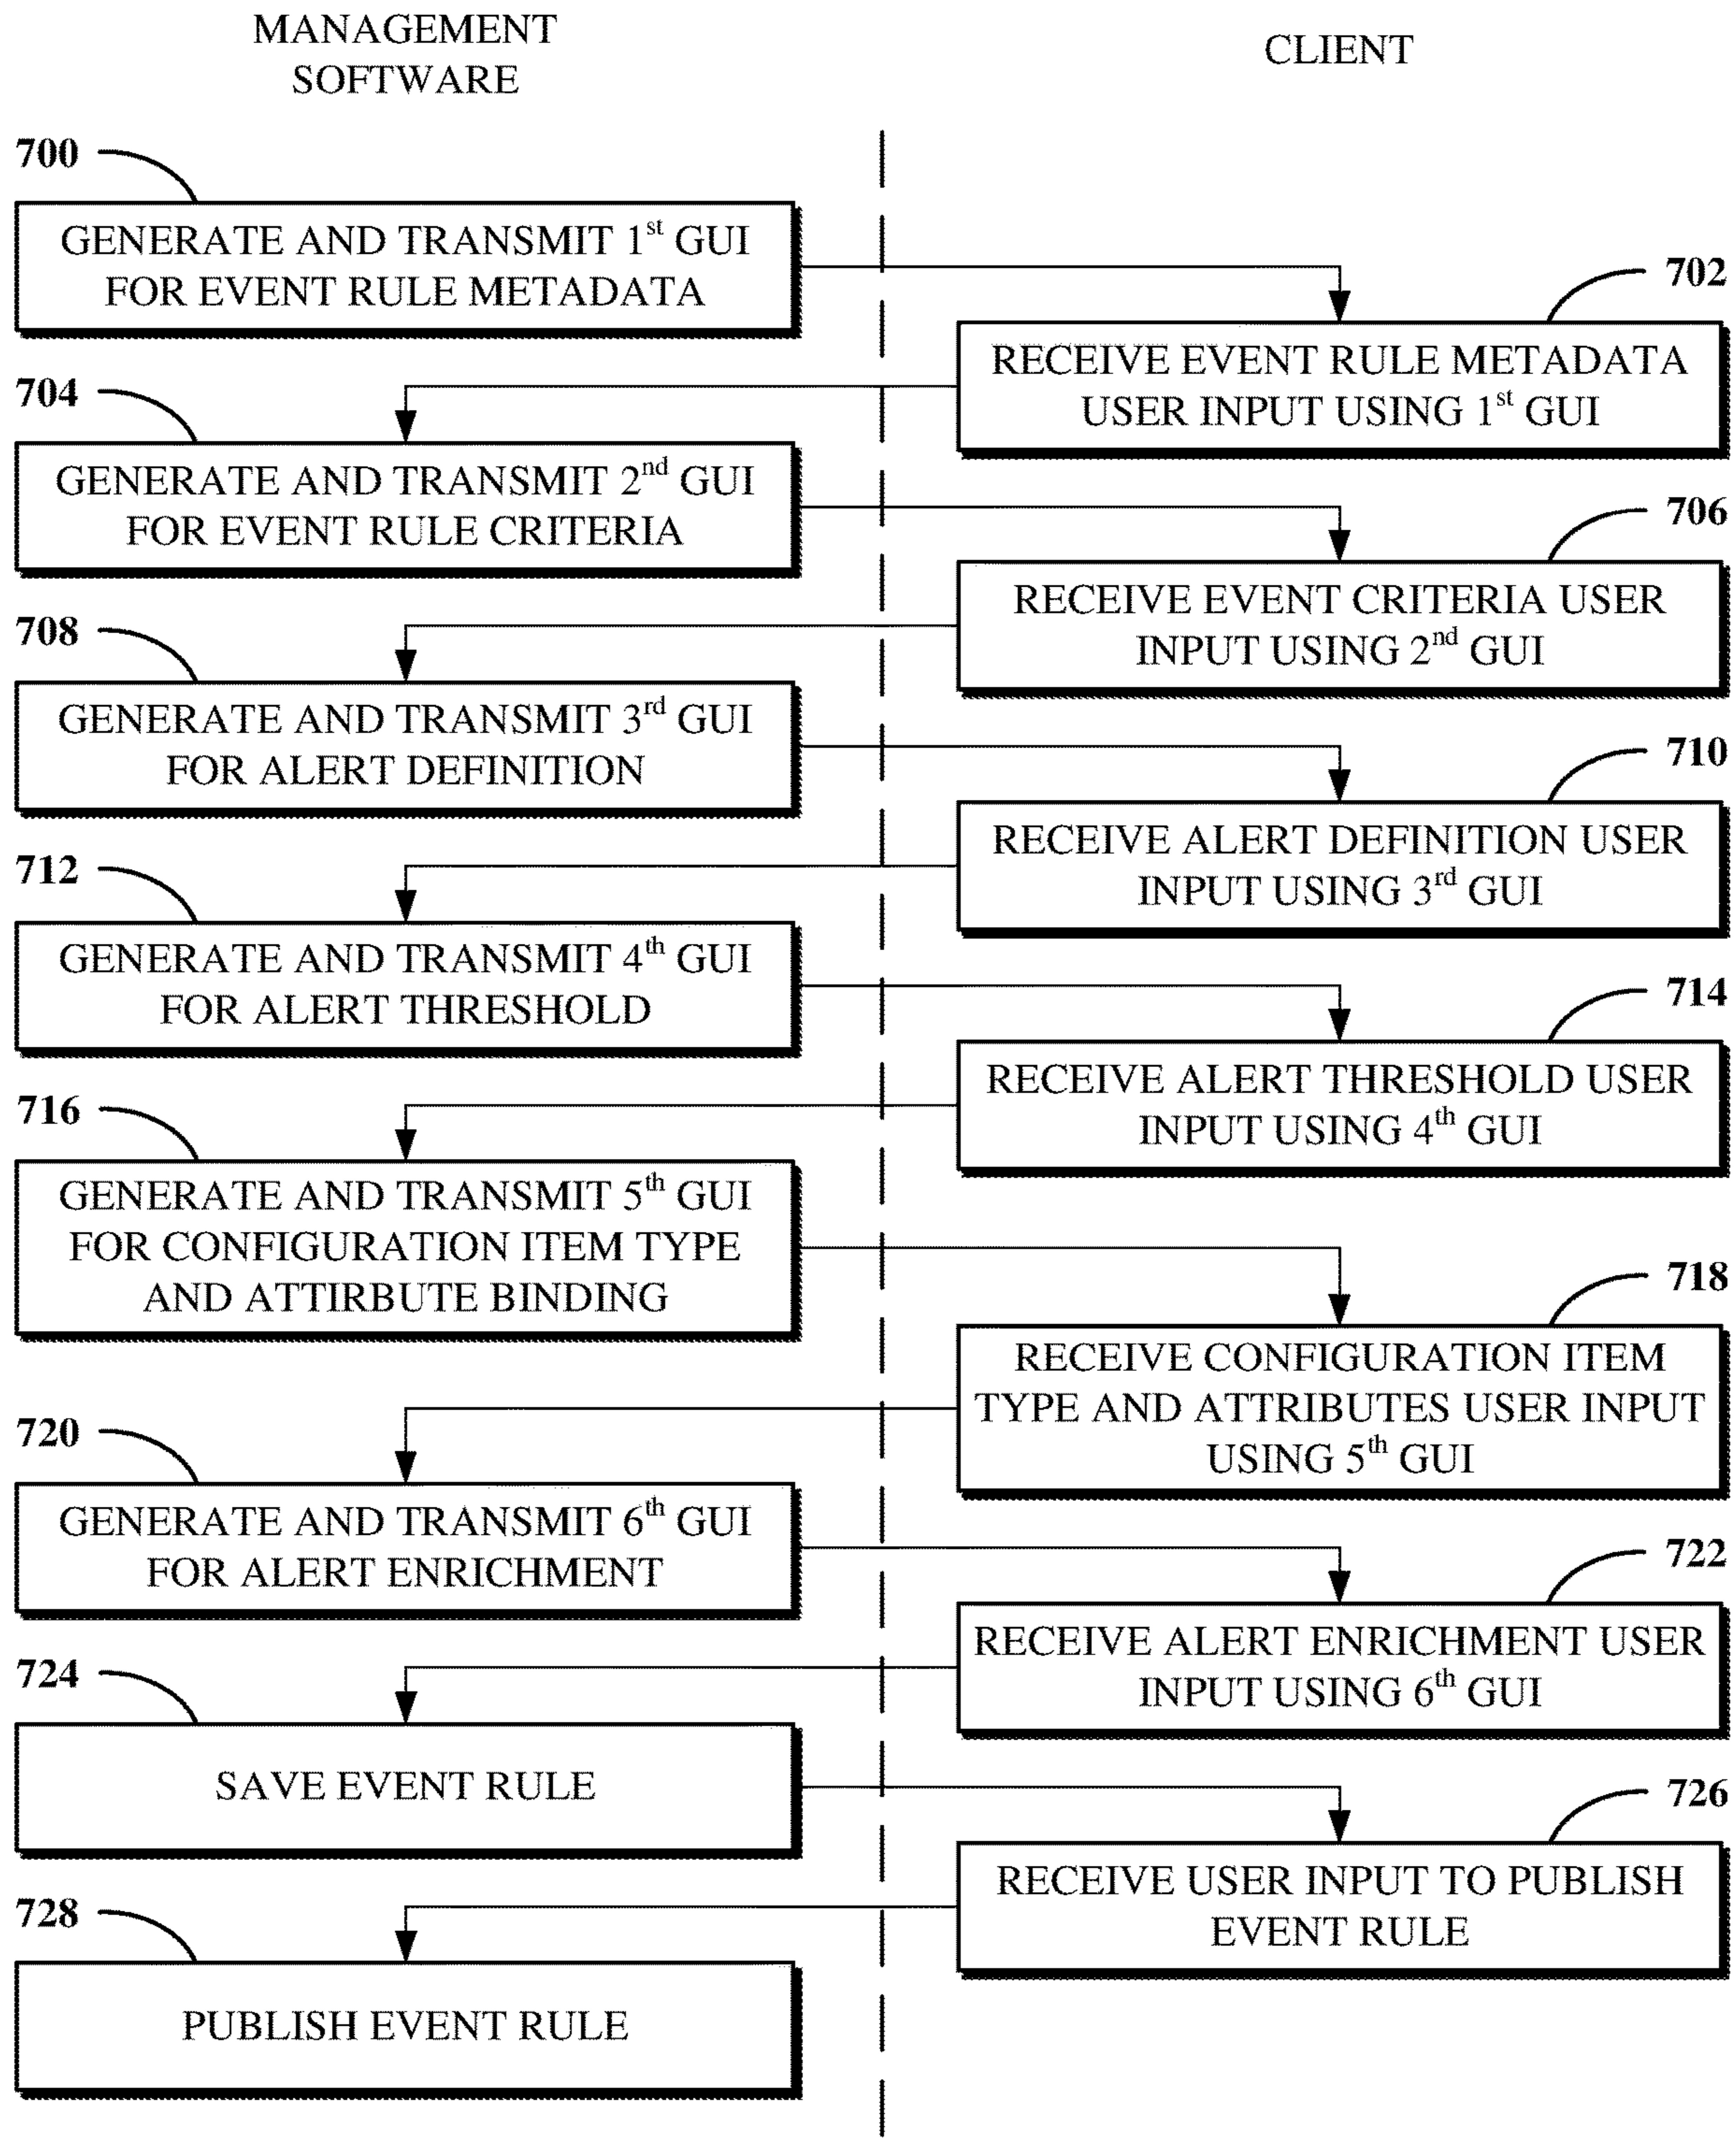 MANAGEMENT
SOFTWARE
CLIENT
700
GENERATE AND TRANSMIT 1st GUI
FOR EVENT RULE METADATA
702
RECEIVE EVENT RULE METADATA
USER INPUT USING 1st GUI
704
GENERATE AND TRANSMIT 2nd GUI
FOR EVENT RULE CRITERIA
706
RECEIVE EVENT CRITERIA USER
INPUT USING 2nd GUI
708
GENERATE AND TRANSMIT 3rd GUI
FOR ALERT DEFINITION
710
RECEIVE ALERT DEFINITION USER
INPUT USING 3rd GUI
712
GENERATE AND TRANSMIT 4th GUI
FOR ALERT THRESHOLD
714
RECEIVE ALERT THRESHOLD USER
INPUT USING 4th GUI
716
GENERATE AND TRANSMIT 5th GUI
FOR CONFIGURATION ITEM TYPE
AND ATTIRBUTE BINDING
718
RECEIVE CONFIGURATION ITEM
TYPE AND ATTRIBUTES USER INPUT
USING 5th GUI
720
GENERATE AND TRANSMIT 6th GUI
FOR ALERT ENRICHMENT
722
RECEIVE ALERT ENRICHMENT USER
INPUT USING 6th GUI
724
SAVE EVENT RULE
726
RECEIVE USER INPUT TO PUBLISH
EVENT RULE
728
PUBLISH EVENT RULE